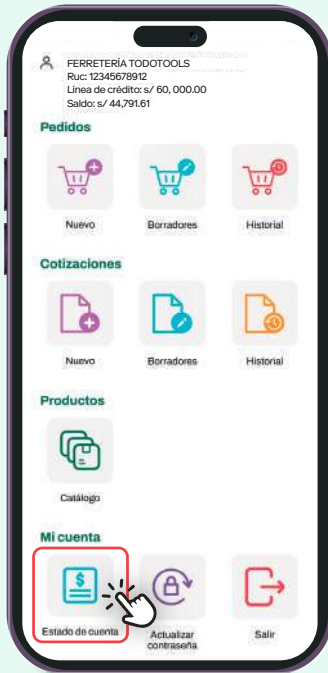 FERRETERÍA TODOTOOLS
Ruc: 12345678912
Línea de crédito: s/ 60, 000.00
Saldo: s/ 44,791.61
Pedidos
Nuevo Borradores Historial
Cotizaciones
Nuevo Borradores Historial
Productos
Catálogo
Mi cuenta
$
Estado de cuenta Actualizar contraseña Salir